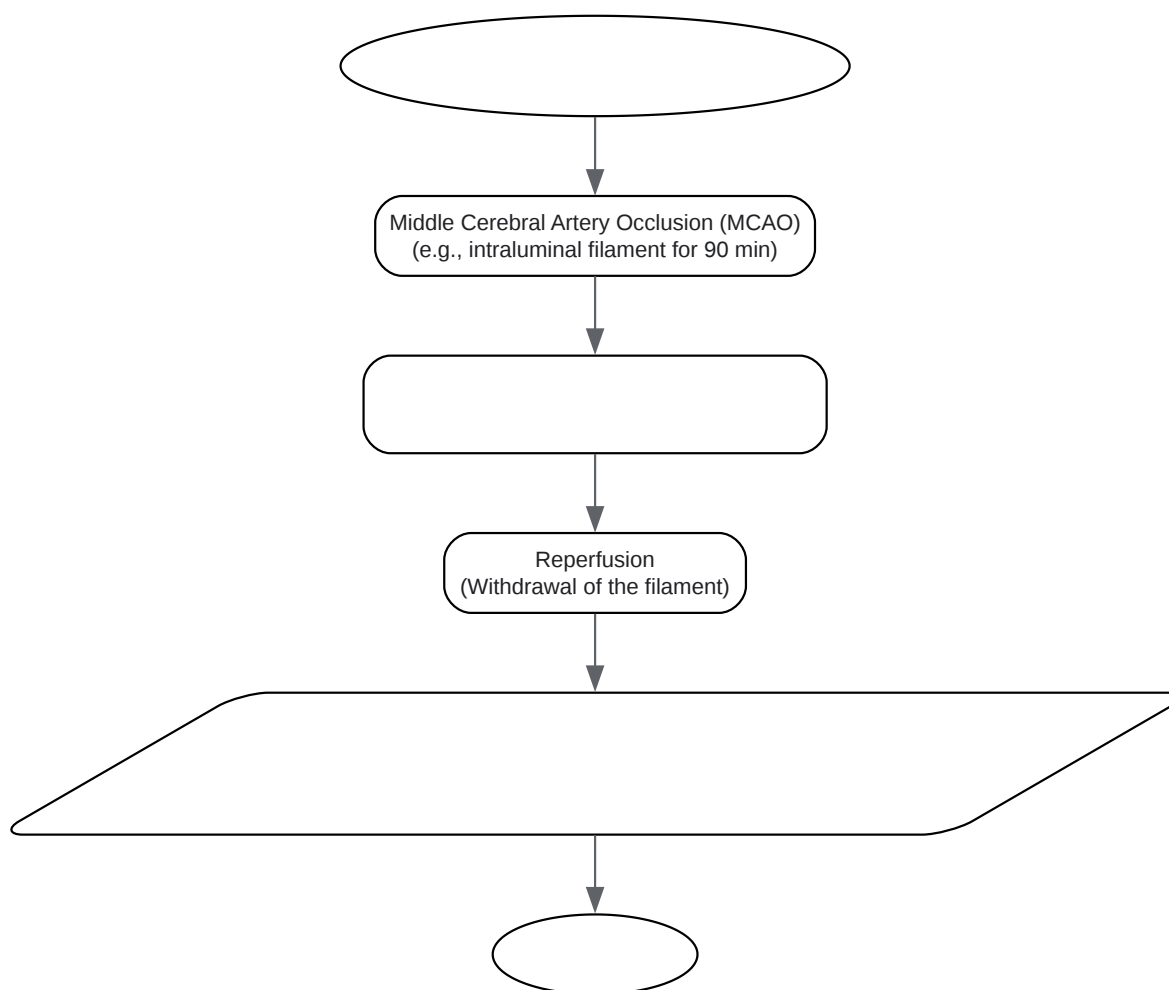 Middle Cerebral Artery Occlusion (MCAO)
(e.g., intraluminal filament for 90 min)
Reperfusion
(Withdrawal of the filament)